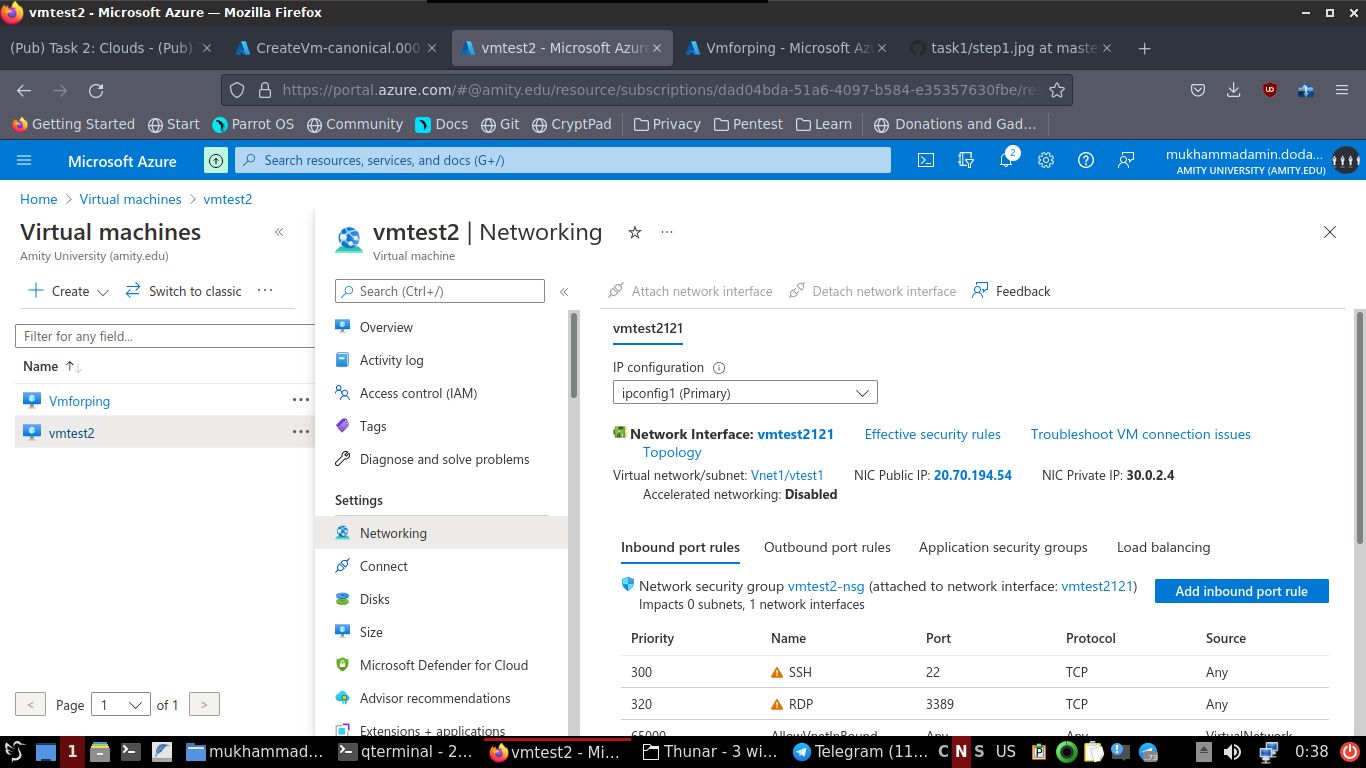 vmtest2 - Microsoft Azure — Mozilla Firefox
(Pub) Task 2: Clouds - (Pub)
CreateVm-canonical.000
vmtest2 - Microsoft Azure
Vmforping - Microsoft Az
task1/step1.jpg at maste
https://portal.azure.com/#@amity.edu/resource/subscriptions/dad04bda-51a6-4097-b584-e35357630fbe/re
Getting Started Start Parrot OS Community Docs Git CryptPad Privacy Pentest Learn Donations and Gad...
Microsoft Azure
Search resources, services, and docs (G+/)
2
mukhammadamin.doda...
AMITY UNIVERSITY (AMITY.EDU)
Home > Virtual machines > vmtest2
Virtual machines «
Amity University (amity.edu)
+ Create Switch to classic ...
Filter for any field...
Name ↑↓
Vmforping ...
vmtest2 ...
< Page 1 of 1 >
vmtest2 | Networking ...
Virtual machine
Search (Ctrl+/) «
Overview
Activity log
Access control (IAM)
Tags
Diagnose and solve problems
Settings
Networking
Connect
Disks
Size
Microsoft Defender for Cloud
Advisor recommendations
Extensions + applications
Attach network interface Detach network interface Feedback
vmtest2121
IP configuration
ipconfig1 (Primary)
Network Interface: vmtest2121 Effective security rules Troubleshoot VM connection issues
Topology
Virtual network/subnet: Vnet1/vtest1 NIC Public IP: 20.70.194.54 NIC Private IP: 30.0.2.4
Accelerated networking: Disabled
Inbound port rules Outbound port rules Application security groups Load balancing
Network security group vmtest2-nsg (attached to network interface: vmtest2121)
Impacts 0 subnets, 1 network interfaces
Add inbound port rule
Priority Name Port Protocol Source
300 SSH 22 TCP Any
320 RDP 3389 TCP Any
65000 AllowVnetInBound Any Any VirtualNetwork
1 mukhammad... qterminal - 2... vmtest2 - Mi... Thunar - 3 wi... Telegram (11... C N S US 73 0:38